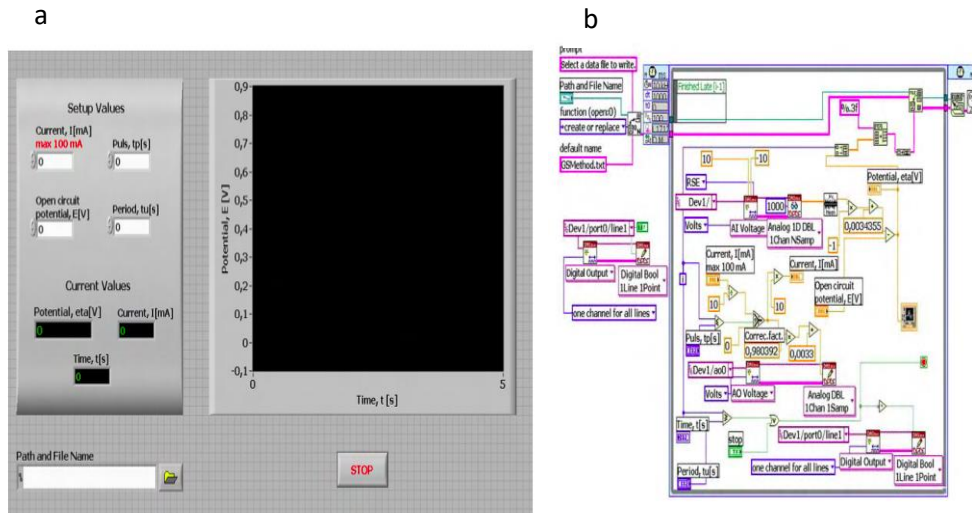 a
Setup Values
Current, I[mA]
max 100 mA
0
Puls, tp[s]
0
Open circuit
potential, E[V]
0
Period, tu[s]
0
Current Values
Potential, eta[V]
0
Current, I[mA]
0
Time, t[s]
0
Potential, E [V]
0,9
0,8
0,7
0,6
0,5
0,4
0,3
0,2
0,1
0
-0,1
0
5
Time, t [s]
Path and File Name
STOP
b
prompt
Select a data file to write.
Path and File Name
function (open:0)
create or replace
default name
GSMethod.txt
Finished Late [i-1]
%.3f
10
-10
RSE
Dev1/
Volts
AI Voltage
1000
Analog 1D DBL
1Chan NSamp
Potential, eta[V]
0,0034355
-1
Dev1/port0/line1
Digital Output
Digital Bool
1Line 1Point
one channel for all lines
Current, I[mA]
max 100 mA
Current, I[mA]
Open circuit
potential, E[V]
10
10
i
Puls, tp[s]
0
Correc.fact.
0,980392
0,0033
Dev1/ao0
Volts
AO Voltage
Analog DBL
1Chan 1Samp
Time, t[s]
stop
Dev1/port0/line1
Period, tu[s]
one channel for all lines
Digital Output
Digital Bool
1Line 1Point